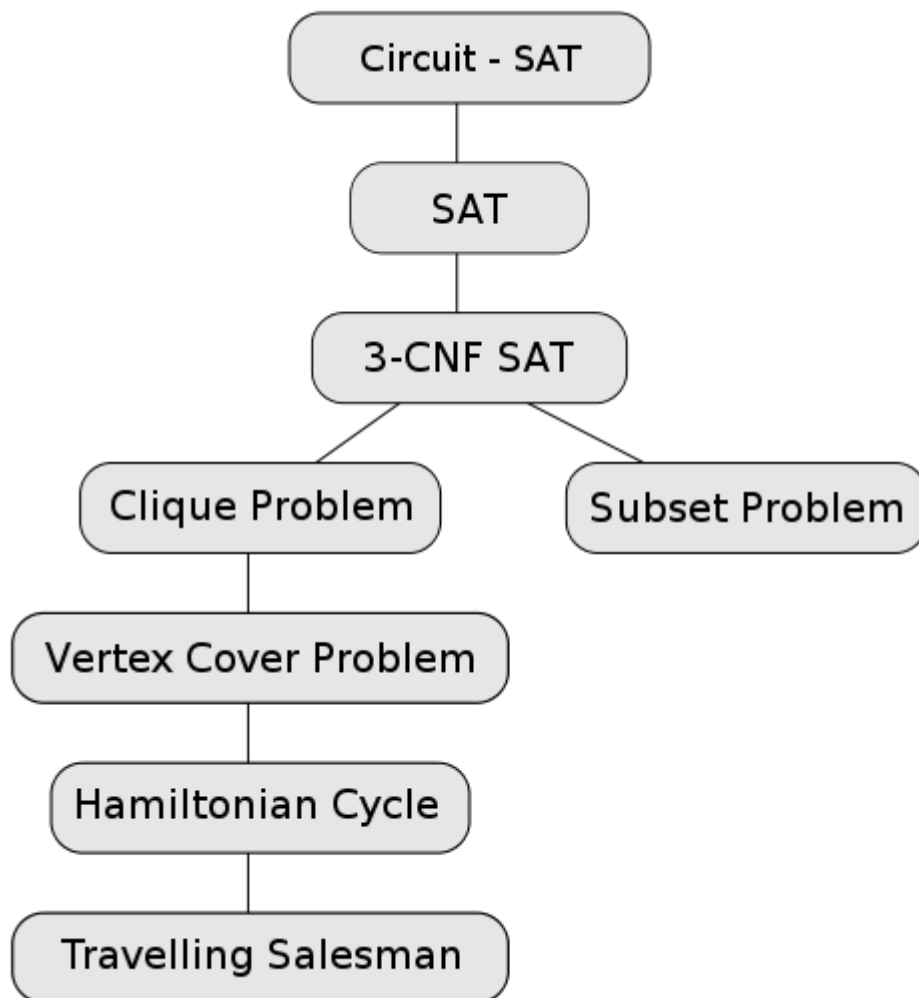 Circuit - SAT
SAT
3-CNF SAT
Clique Problem
Subset Problem
Vertex Cover Problem
Hamiltonian Cycle
Travelling Salesman